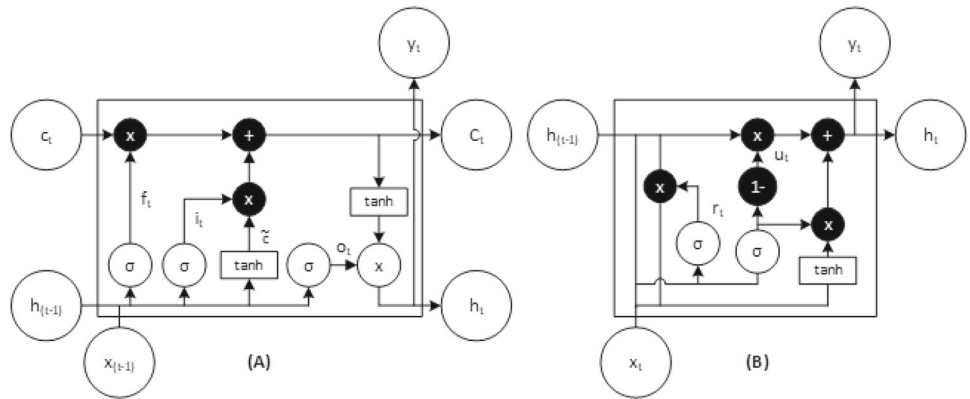 yₜ
cₜ
x
+
Cₜ
fₜ
iₜ
x
tanh
c̃
σ
σ
tanh
σ
oₜ
x
h(t-1)
hₜ
x(t-1)
(A)
yₜ
h(t-1)
x
+
hₜ
uₜ
x
1-
rₜ
x
σ
σ
tanh
xₜ
(B)